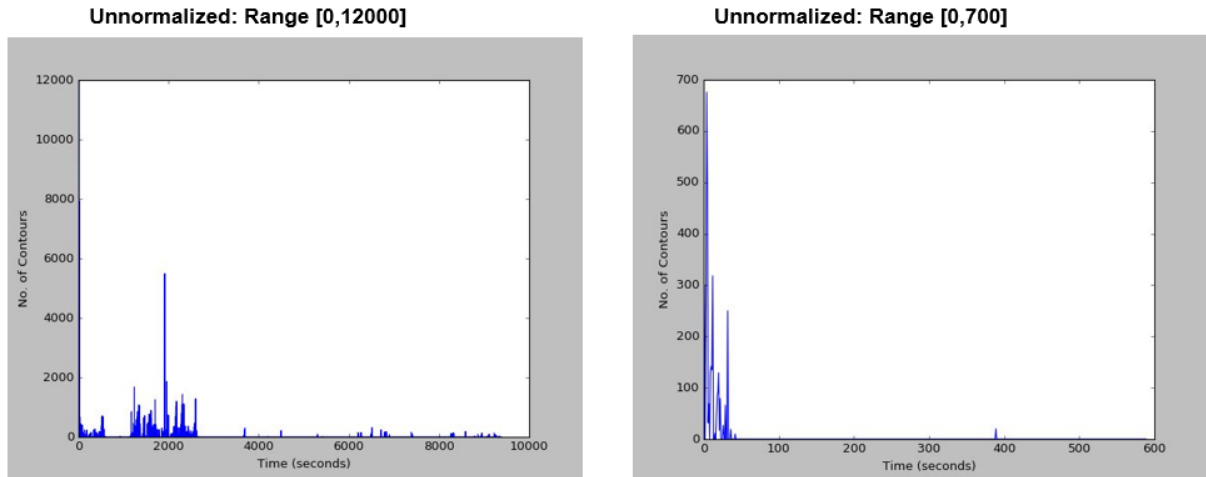 Unnormalized: Range [0,12000]
12000
10000
8000
6000
4000
2000
0
No. of Contours
0 2000 4000 6000 8000 10000
Time (seconds)
Unnormalized: Range [0,700]
700
600
500
400
300
200
100
0
No. of Contours
0 100 200 300 400 500 600
Time (seconds)